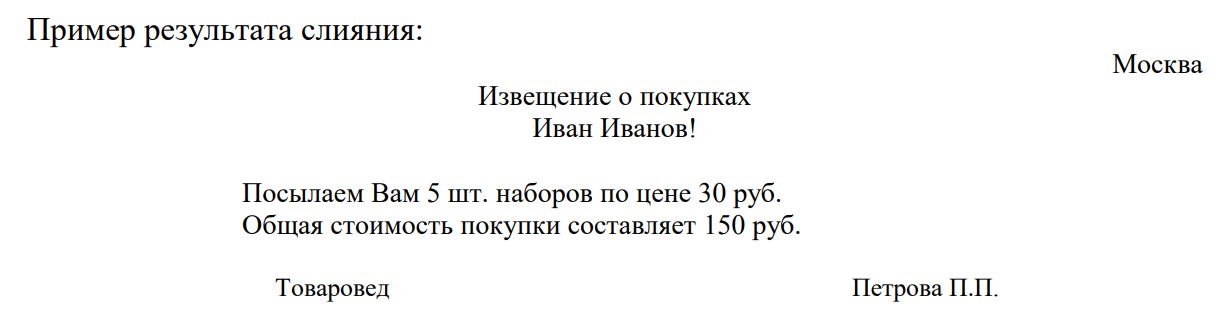 Пример результата слияния:
Москва
Извещение о покупках
Иван Иванов!
Посылаем Вам 5 шт. наборов по цене 30 руб.
Общая стоимость покупки составляет 150 руб.
Товаровед Петрова П.П.